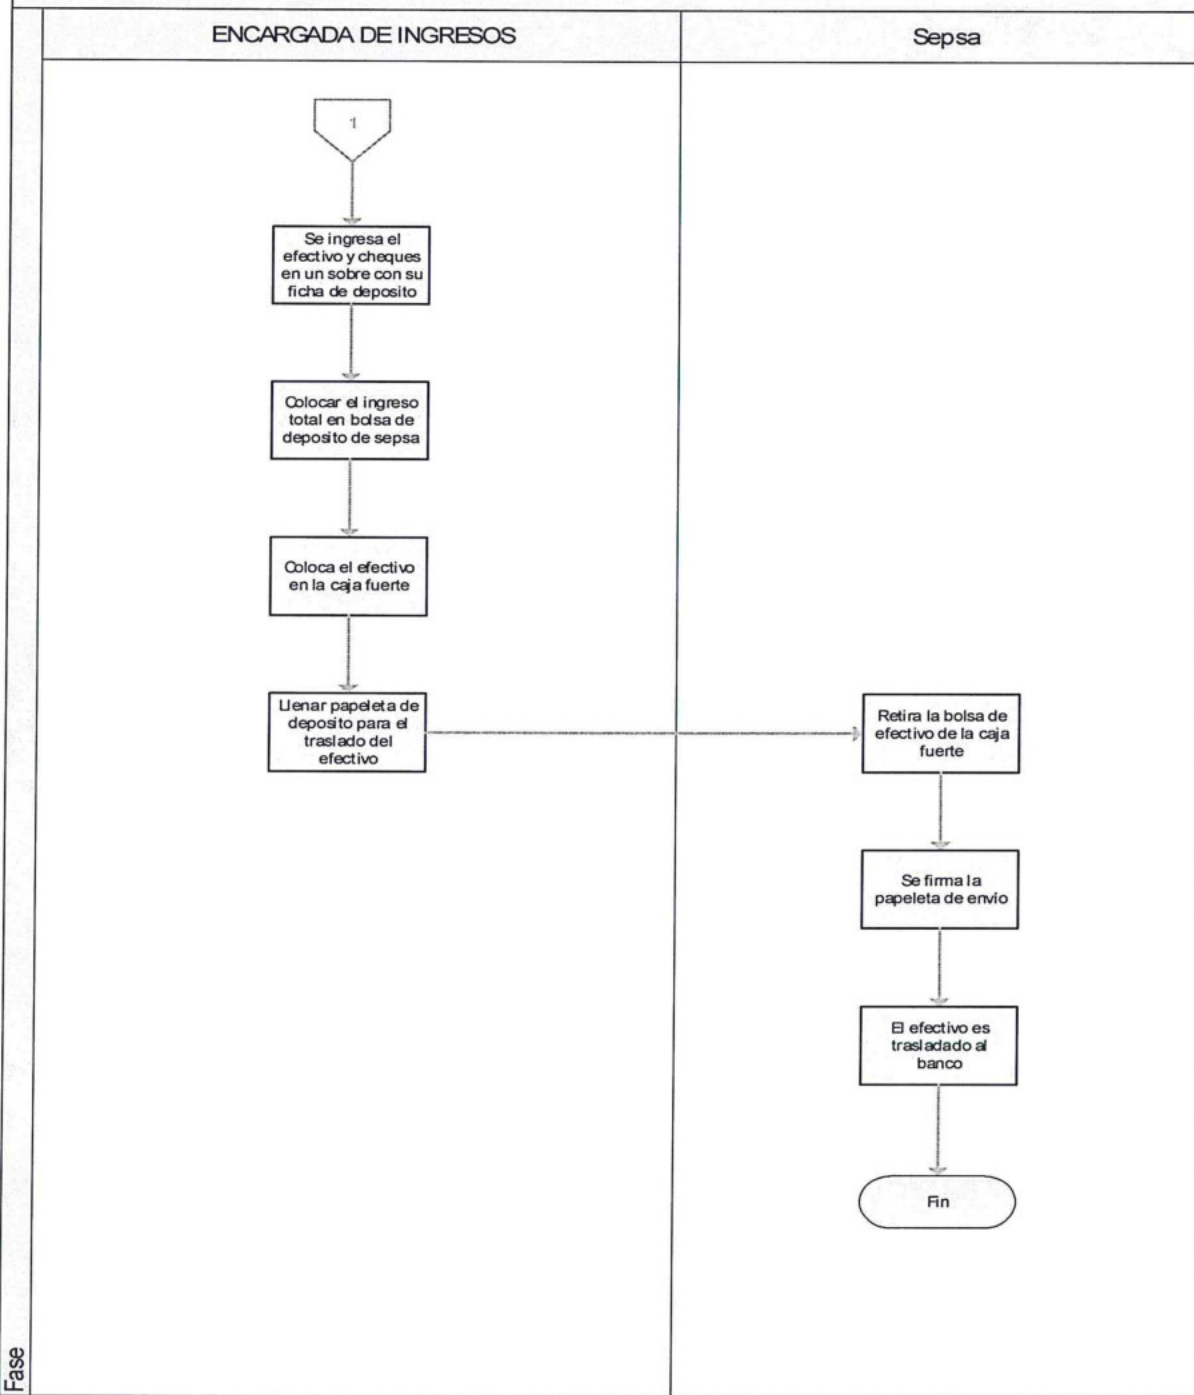 ENCARGADA DE INGRESOS
Sepsa
1
Se ingresa el
efectivo y cheques
en un sobre con su
ficha de deposito
Colocar el ingreso
total en bolsa de
deposito de sepsa
Coloca el efectivo
en la caja fuerte
Llenar papeleta de
deposito para el
traslado del
efectivo
Retira la bolsa de
efectivo de la caja
fuerte
Se firma la
papeleta de envío
El efectivo es
trasladado al
banco
Fin
Fase